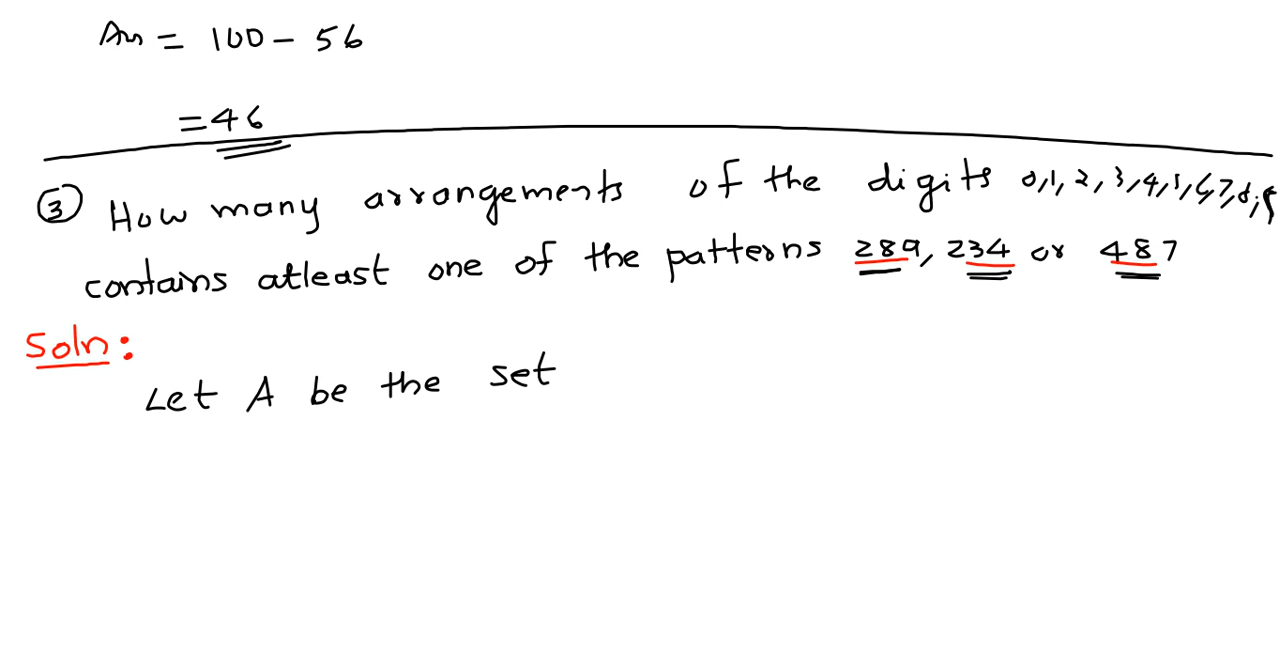 Ans = 100 - 56
= 46
③ How many arrangements of the digits 0,1,2,3,4,5,6,7,8,9
contains atleast one of the patterns 289, 234 or 487
Soln:
Let A be the set